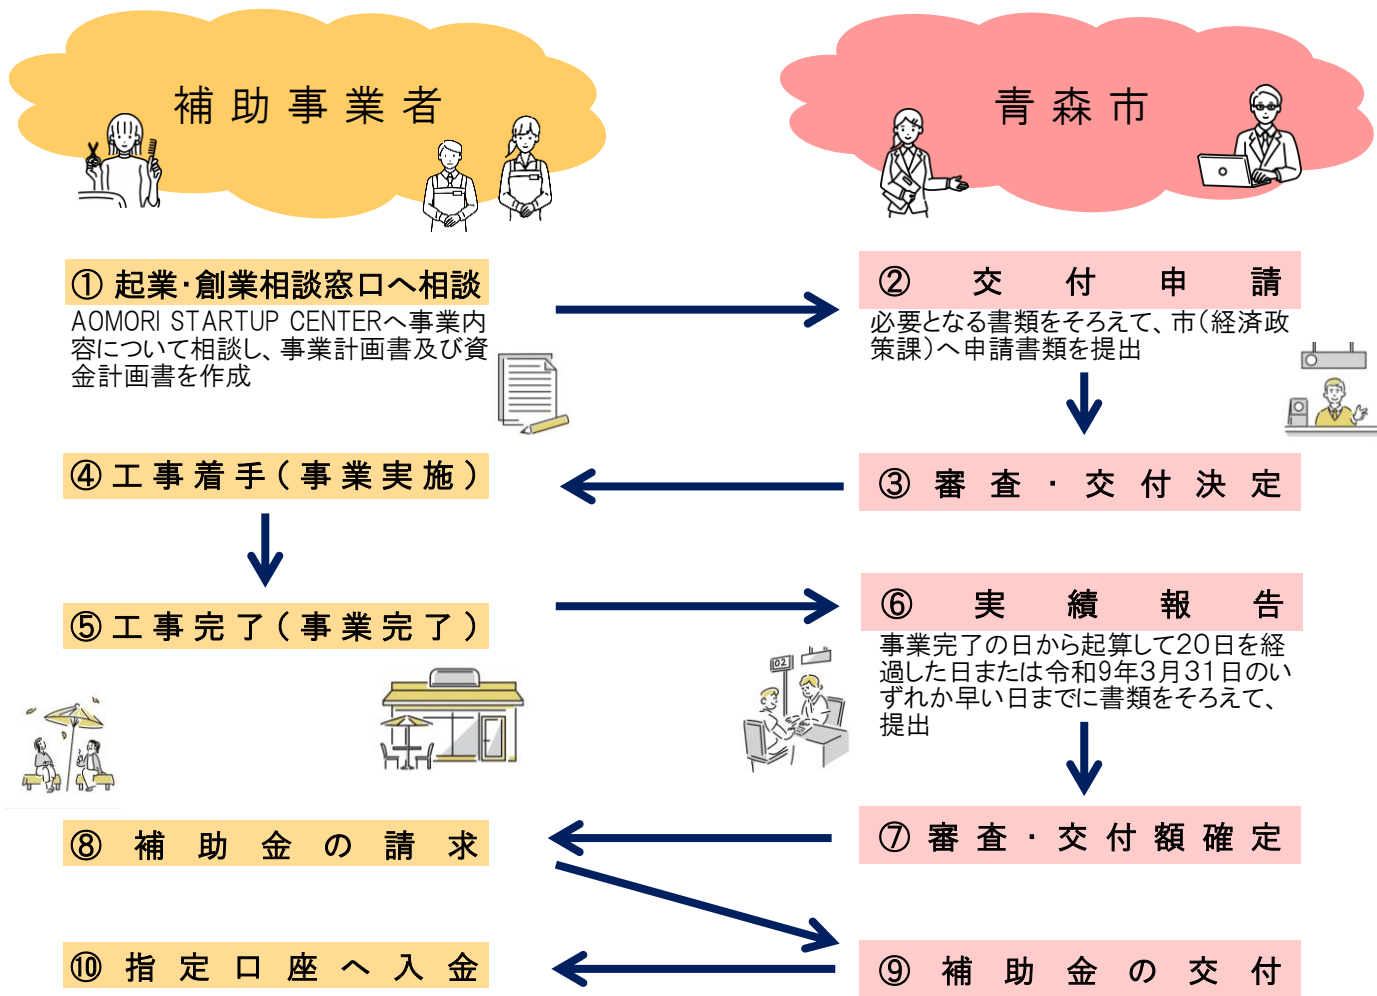 補助事業者
青森市
① 起業・創業相談窓口へ相談
AOMORI STARTUP CENTERへ事業内
容について相談し、事業計画書及び資
金計画書を作成
② 交付申請
必要となる書類をそろえて、市（経済政
策課）へ申請書類を提出
③ 審査・交付決定
④ 工事着手（事業実施）
⑤ 工事完了（事業完了）
⑥ 実績報告
事業完了の日から起算して20日を経
過した日または令和9年3月31日のい
ずれか早い日までに書類をそろえて、
提出
02
⑦ 審査・交付額確定
⑧ 補助金の請求
⑨ 補助金の交付
⑩ 指定口座へ入金